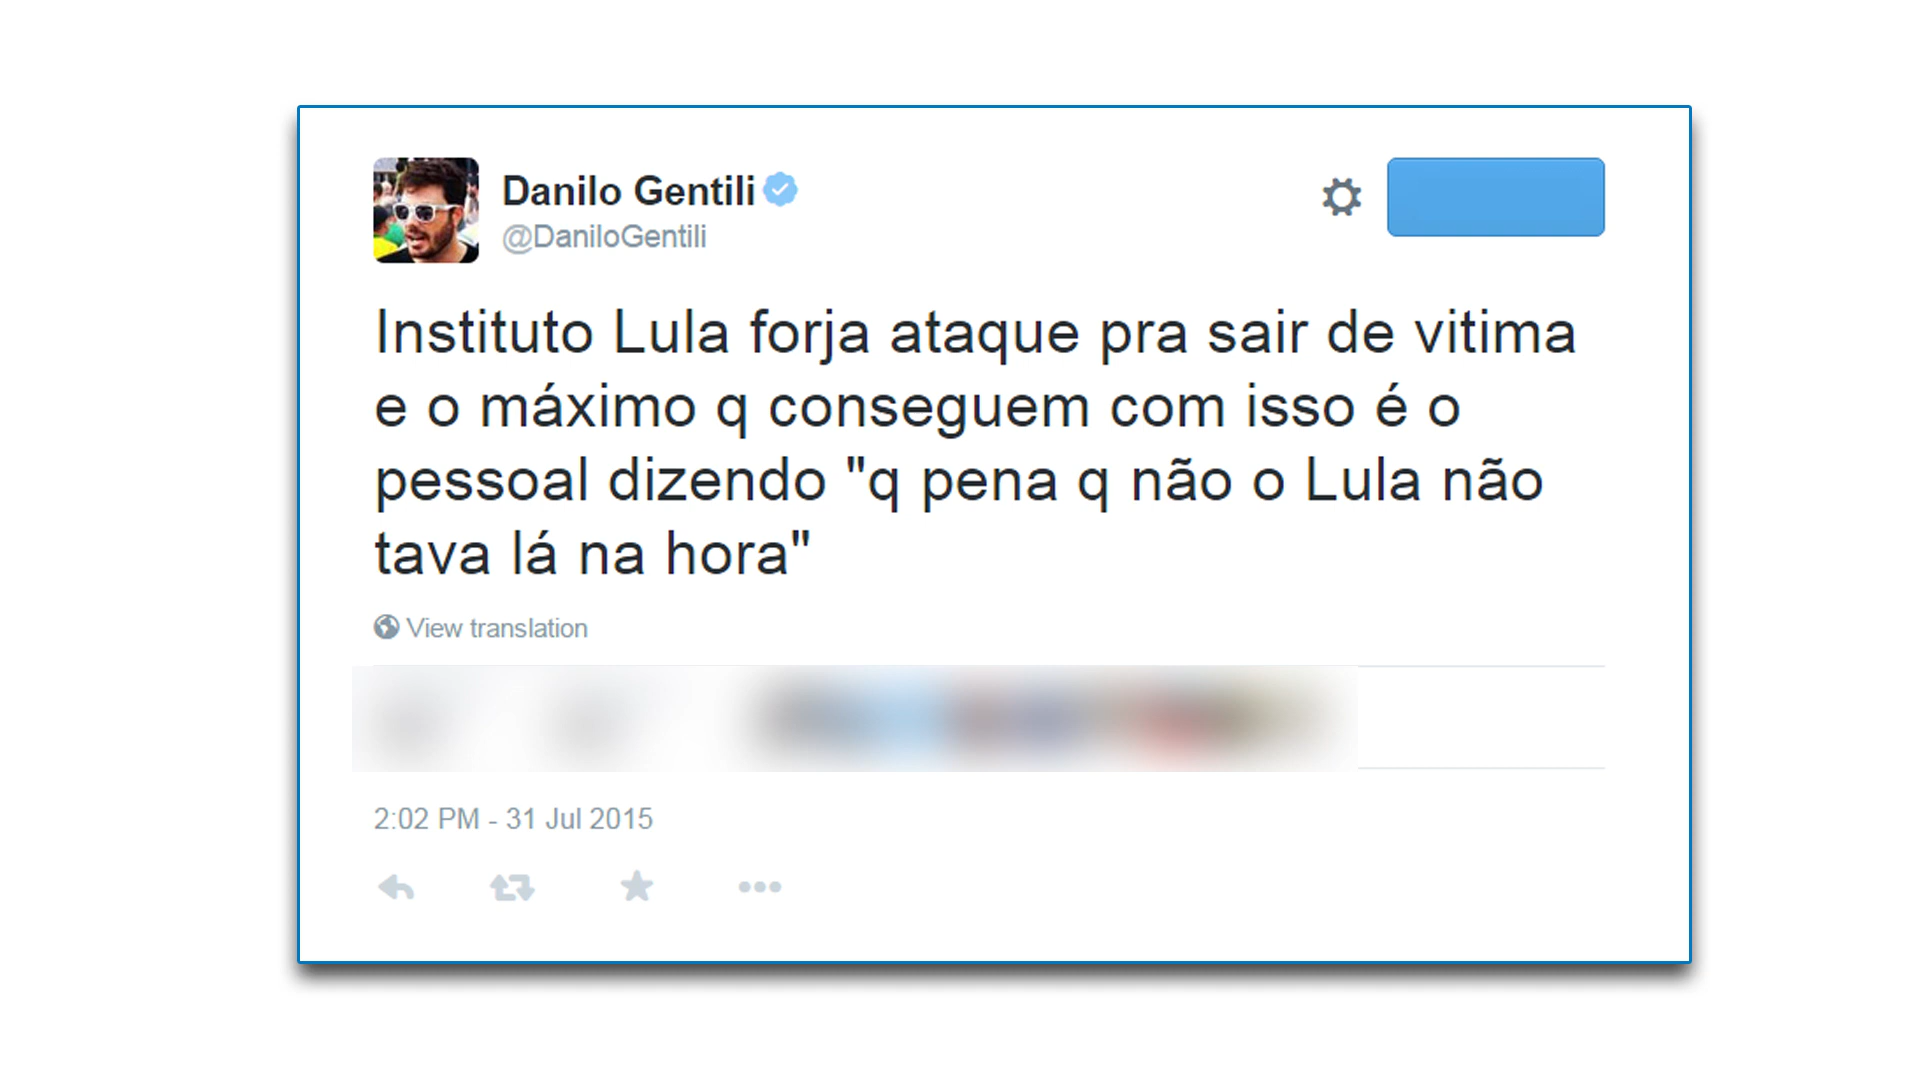 Danilo Gentili
@DaniloGentili
Instituto Lula forja ataque pra sair de vitima
e o máximo q conseguem com isso é o
pessoal dizendo "q pena q não o Lula não
tava lá na hora"
View translation
2:02 PM - 31 Jul 2015